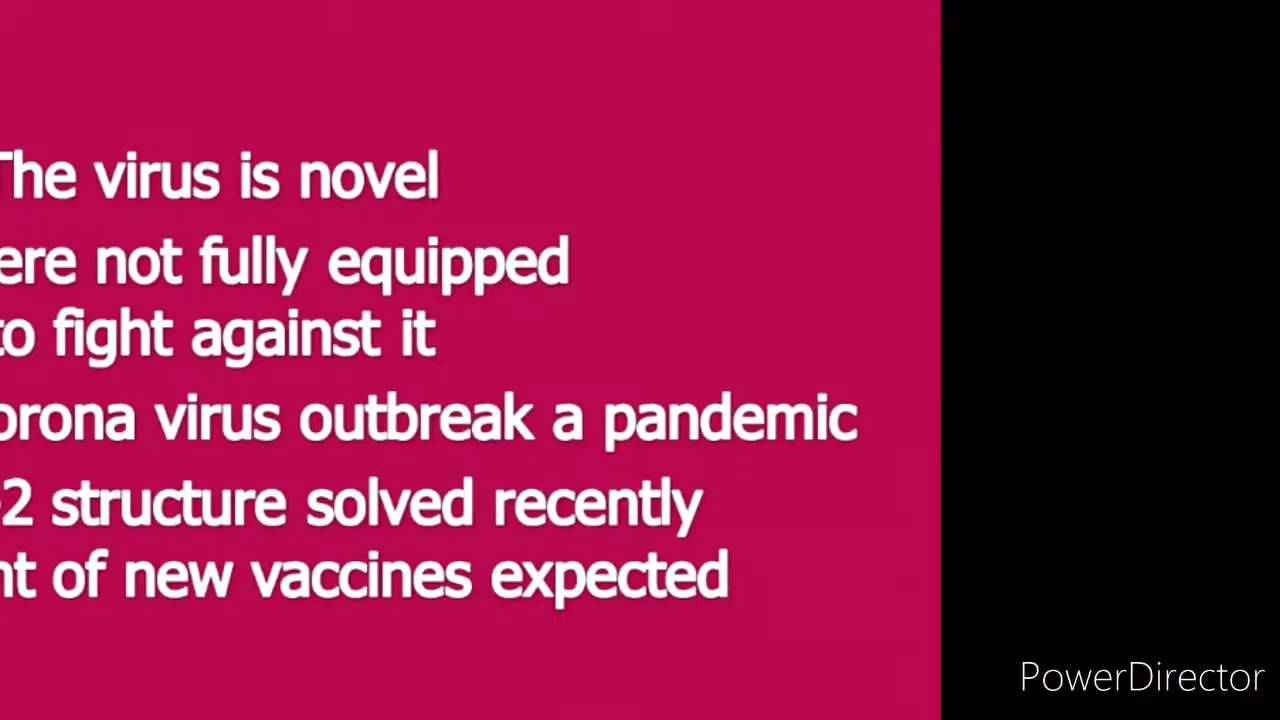 The virus is novel
ere not fully equipped
to fight against it
orona virus outbreak a pandemic
-2 structure solved recently
nt of new vaccines expected
PowerDirector